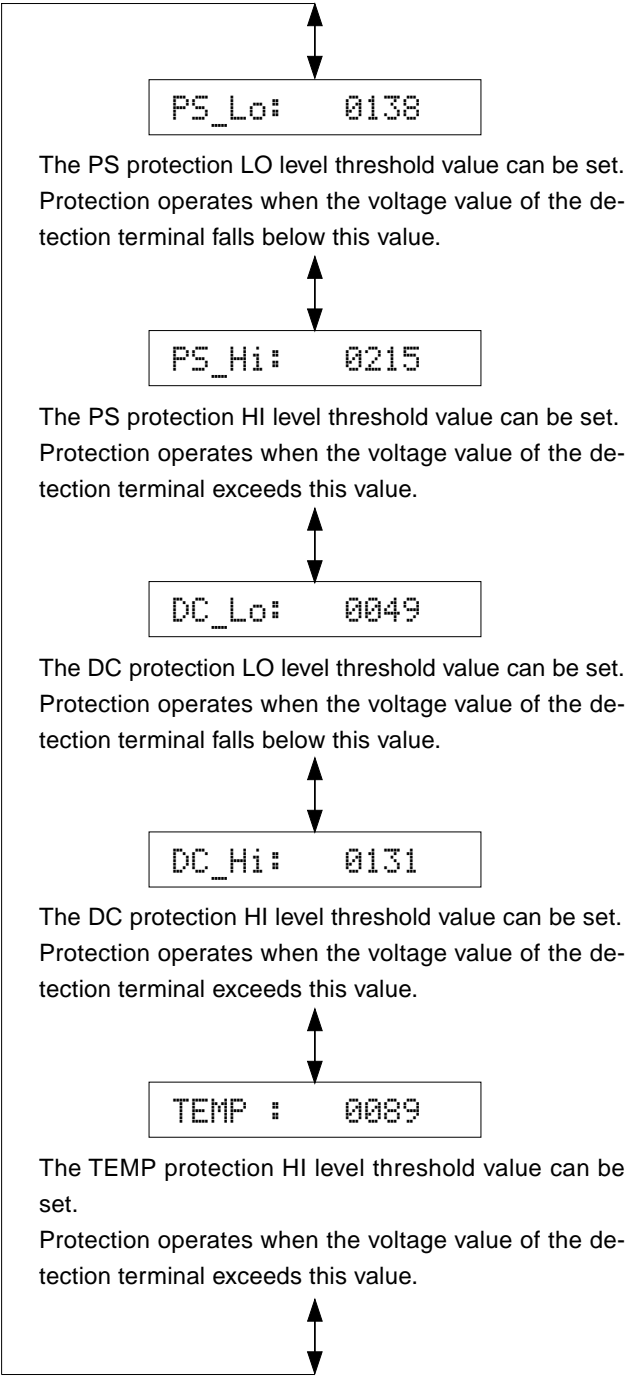 PS_Lo: 0138
The PS protection LO level threshold value can be set.
Protection operates when the voltage value of the de-
tection terminal falls below this value.
PS_Hi: 0215
The PS protection HI level threshold value can be set.
Protection operates when the voltage value of the de-
tection terminal exceeds this value.
DC_Lo: 0049
The DC protection LO level threshold value can be set.
Protection operates when the voltage value of the de-
tection terminal falls below this value.
DC_Hi: 0131
The DC protection HI level threshold value can be set.
Protection operates when the voltage value of the de-
tection terminal exceeds this value.
TEMP : 0089
The TEMP protection HI level threshold value can be
set.
Protection operates when the voltage value of the de-
tection terminal exceeds this value.